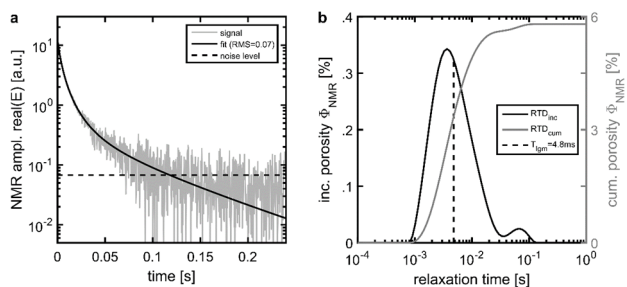 a
NMR ampl. real(E) [a.u.]
10^1
10^0
10^-1
10^-2
signal
fit (RMS=0.07)
noise level
0
0.05
0.1
0.15
0.2
time [s]
b
inc. porosity Φ_NMR [%]
.4
.3
.2
.1
0
RTD_inc
RTD_cum
T_lgm=4.8ms
6
3
0
cum. porosity Φ_NMR [%]
10^-4
10^-3
10^-2
10^-1
10^0
relaxation time [s]